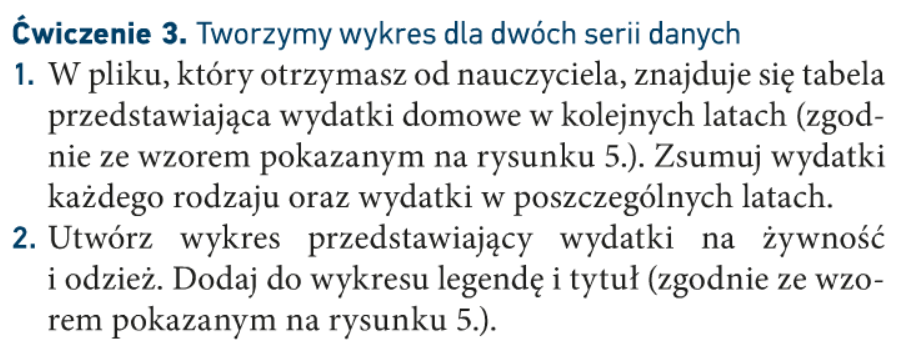 Ćwiczenie 3. Tworzymy wykres dla dwóch serii danych
1. W pliku, który otrzymasz od nauczyciela, znajduje się tabela
przedstawiająca wydatki domowe w kolejnych latach (zgod-
nie ze wzorem pokazanym na rysunku 5.). Zsumuj wydatki
każdego rodzaju oraz wydatki w poszczególnych latach.
2. Utwórz wykres przedstawiający wydatki na żywność
i odzież. Dodaj do wykresu legendę i tytuł (zgodnie ze wzo-
rem pokazanym na rysunku 5.).